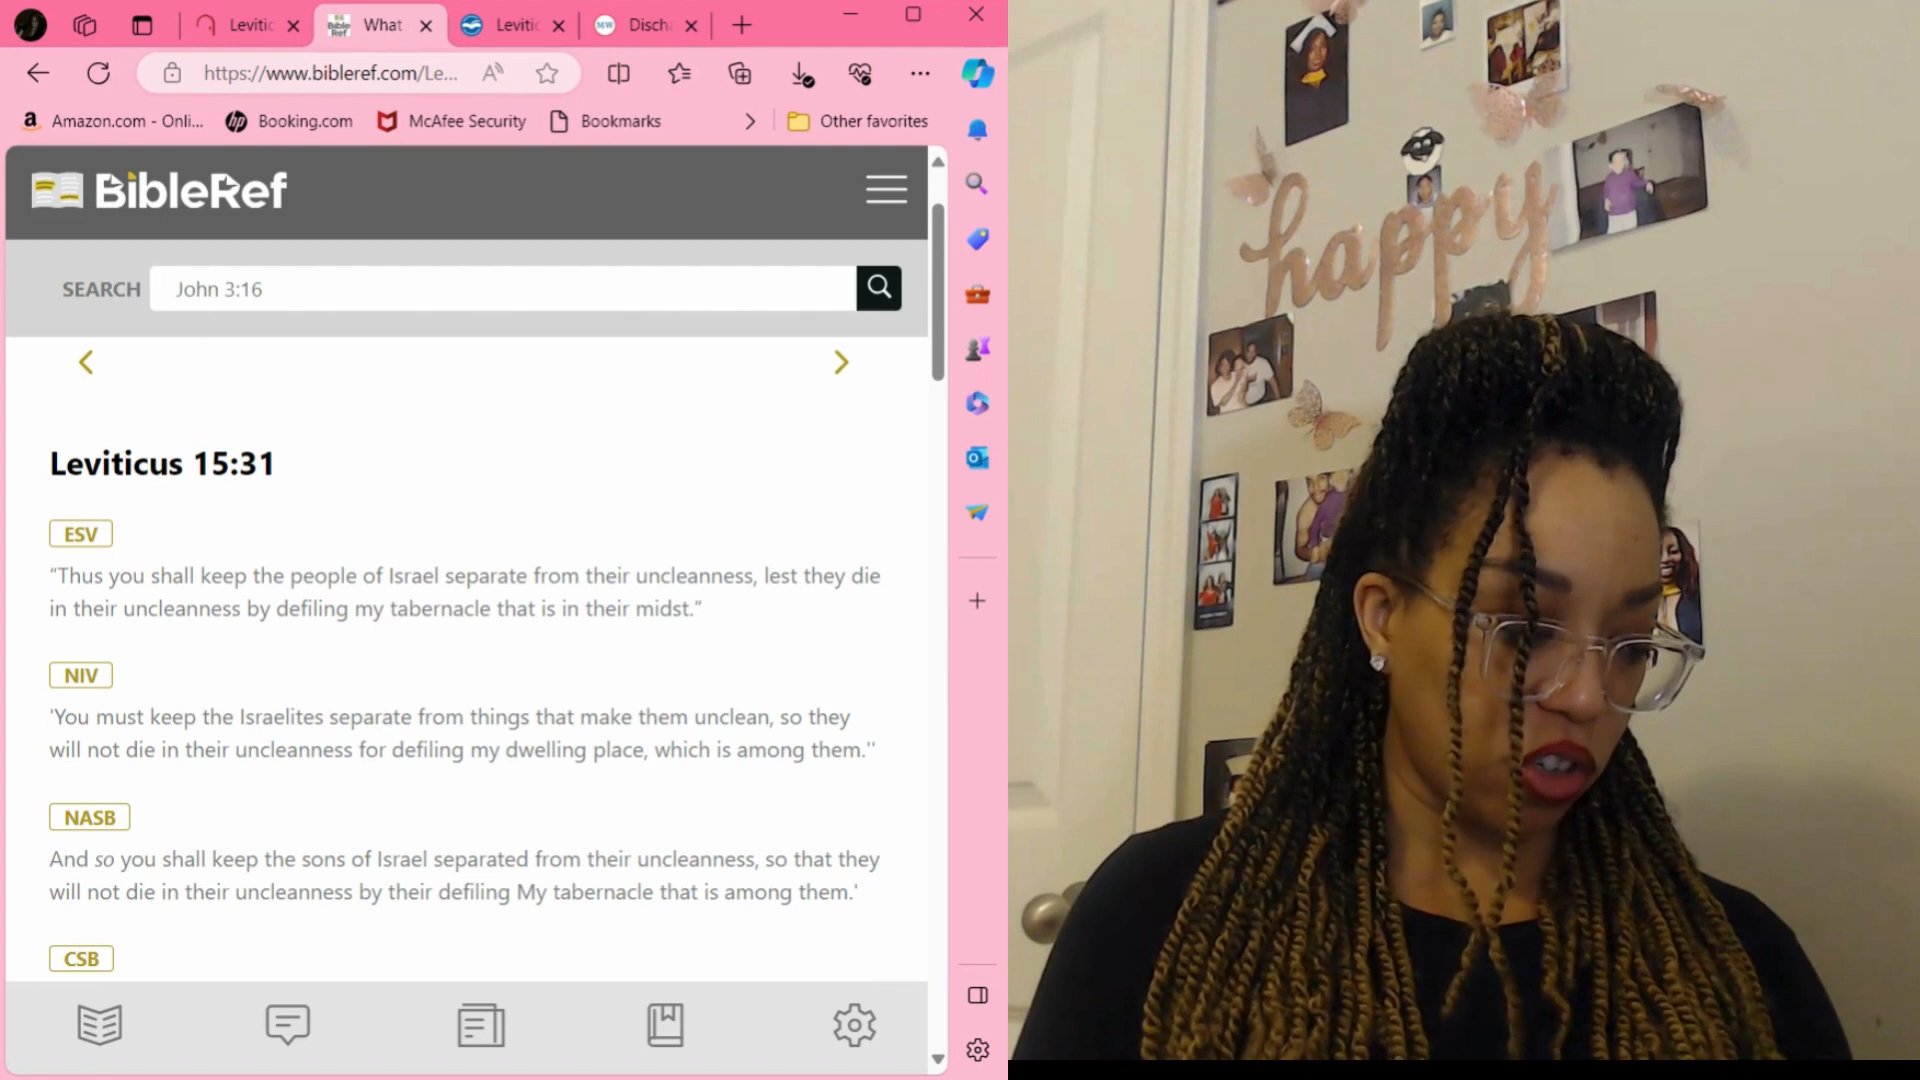 Levitic
What
Levitic
MW
Disch
https://www.bibleref.com/Le...
Amazon.com - Onli...
Booking.com
McAfee Security
Bookmarks
Other favorites
BibleRef
SEARCH
John 3:16
Leviticus 15:31
ESV
“Thus you shall keep the people of Israel separate from their uncleanness, lest they die
in their uncleanness by defiling my tabernacle that is in their midst.”
NIV
'You must keep the Israelites separate from things that make them unclean, so they
will not die in their uncleanness for defiling my dwelling place, which is among them.''
NASB
And so you shall keep the sons of Israel separated from their uncleanness, so that they
will not die in their uncleanness by their defiling My tabernacle that is among them.'
CSB
happy